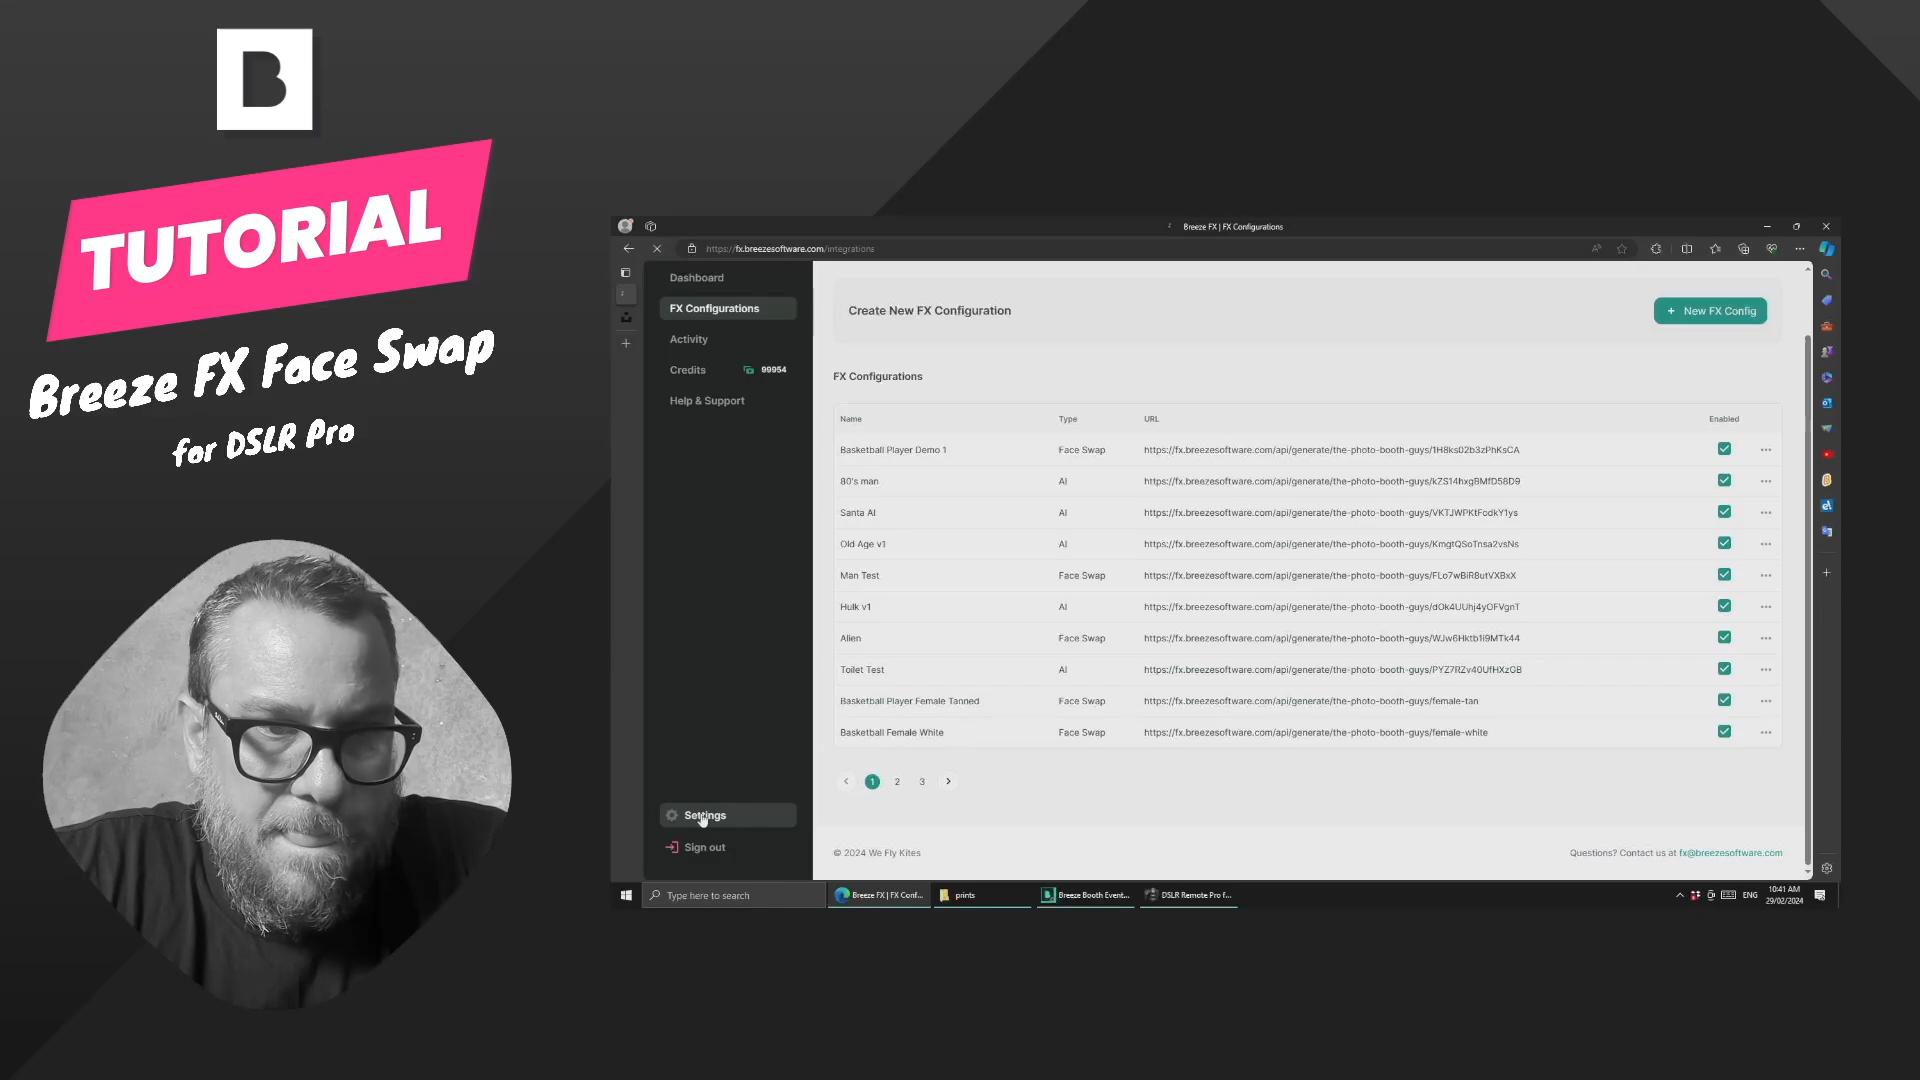 B
TUTORIAL
Breeze FX Face Swap
for DSLR Pro
Breeze FX | FX Configurations
https://fx.breezesoftware.com/integrations
Dashboard
FX Configurations
Activity
Credits 99954
Help & Support
Settings
Sign out
Create New FX Configuration
+ New FX Config
FX Configurations
Name Type URL Enabled
Basketball Player Demo 1 Face Swap https://fx.breezesoftware.com/api/generate/the-photo-booth-guys/1H8ks02b3zPhKsCA
80's man AI https://fx.breezesoftware.com/api/generate/the-photo-booth-guys/kZS14hxgBMfD58D9
Santa AI AI https://fx.breezesoftware.com/api/generate/the-photo-booth-guys/VKTJWPKtFcdkY1ys
Old Age v1 AI https://fx.breezesoftware.com/api/generate/the-photo-booth-guys/KmgtQSoTnsa2vsNs
Man Test Face Swap https://fx.breezesoftware.com/api/generate/the-photo-booth-guys/FLo7wBiR8utVXBxX
Hulk v1 AI https://fx.breezesoftware.com/api/generate/the-photo-booth-guys/dOk4UUhj4yOFVgnT
Alien Face Swap https://fx.breezesoftware.com/api/generate/the-photo-booth-guys/WJw6Hktb1i9MTk44
Toilet Test AI https://fx.breezesoftware.com/api/generate/the-photo-booth-guys/PYZ7RZv40UfHXzGB
Basketball Player Female Tanned Face Swap https://fx.breezesoftware.com/api/generate/the-photo-booth-guys/female-tan
Basketball Female White Face Swap https://fx.breezesoftware.com/api/generate/the-photo-booth-guys/female-white
1 2 3
© 2024 We Fly Kites
Questions? Contact us at fx@breezesoftware.com
Type here to search
Breeze FX | FX Conf...
prints
Breeze Booth Event...
DSLR Remote Pro f...
ENG
10:41 AM
29/02/2024